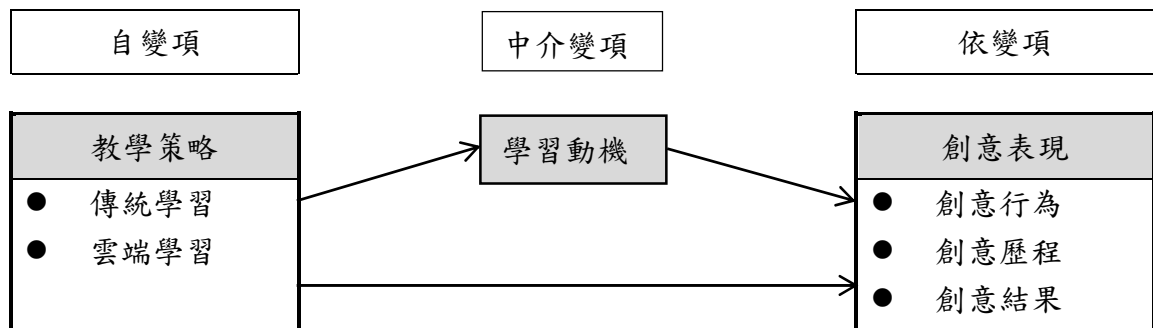 自變項
中介變項
依變項
教學策略
● 傳統學習
● 雲端學習
學習動機
創意表現
● 創意行為
● 創意歷程
● 創意結果